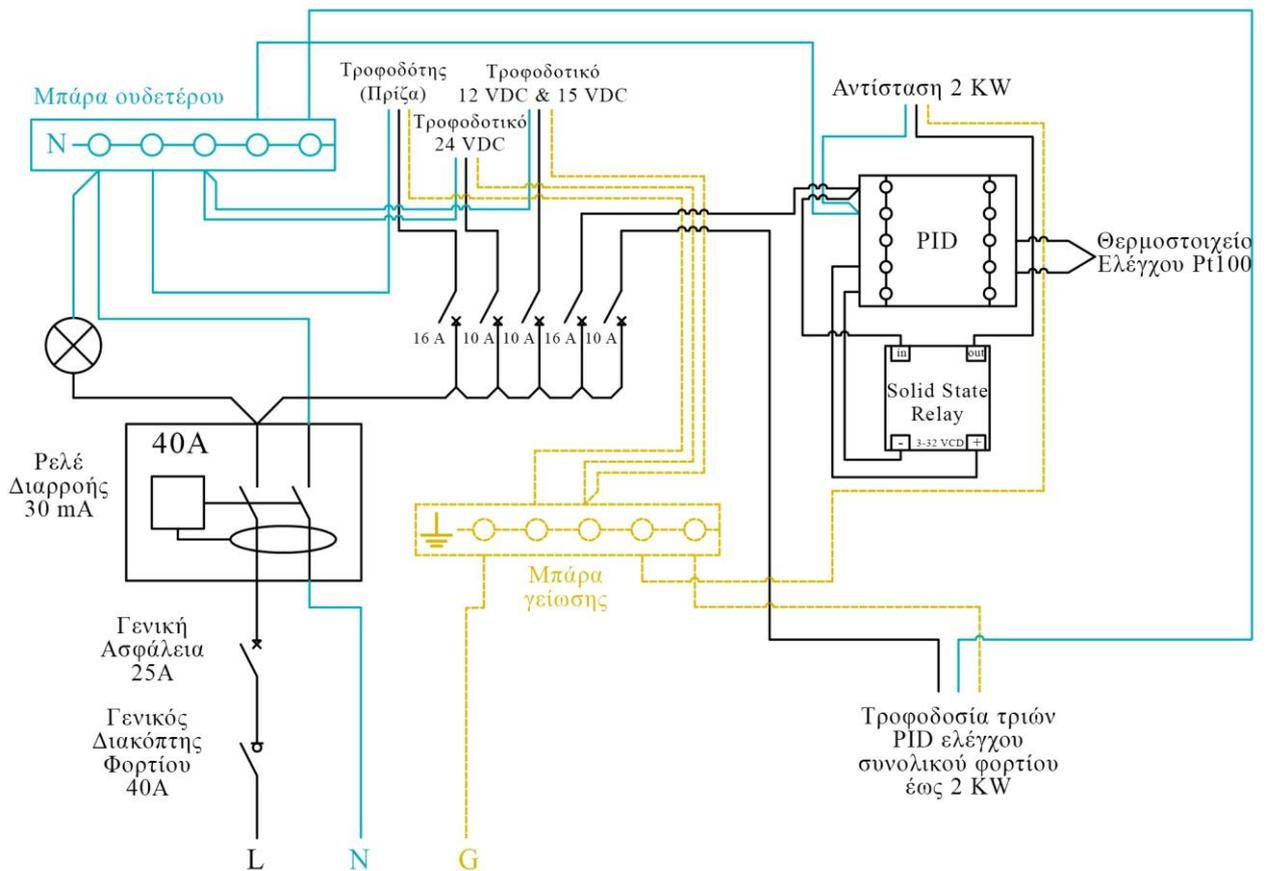 Μπάρα ουδετέρου
N
Τροφοδότης
(Πρίζα)
Τροφοδοτικό
12 VDC & 15 VDC
Τροφοδοτικό
24 VDC
Αντίσταση 2 KW
PID
Θερμοστοιχείο
Ελέγχου Pt100
16 A
10 A
10 A
16 A
10 A
in
out
Solid State
Relay
-
3-32 VCD
+
40A
Ρελέ
Διαρροής
30 mA
Μπάρα
γείωσης
Γενική
Ασφάλεια
25A
Γενικός
Διακόπτης
Φορτίου
40A
Τροφοδοσία τριών
PID ελέγχου
συνολικού φορτίου
έως 2 KW
L
N
G